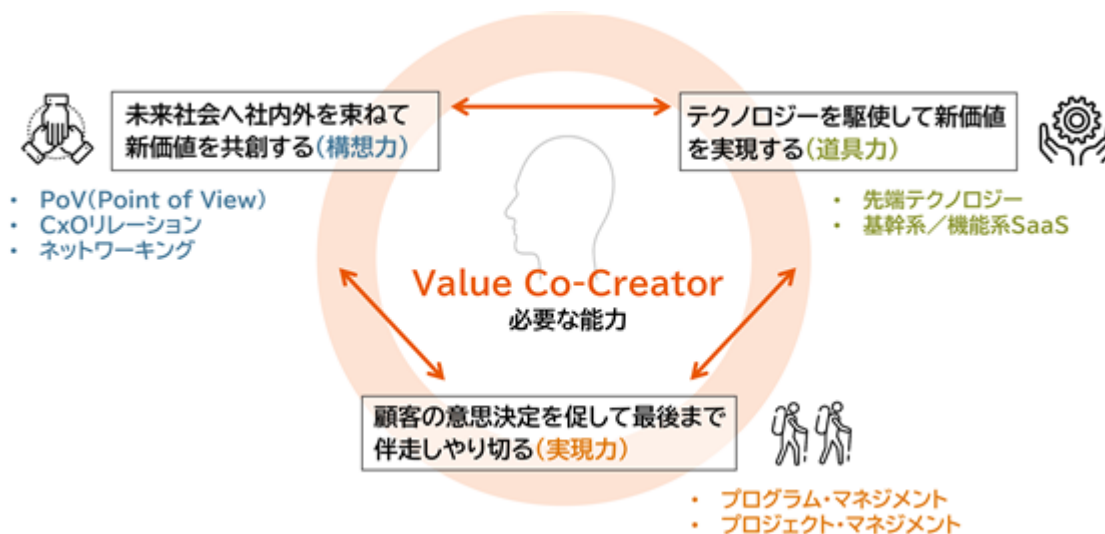 未来社会へ社内外を束ねて
新価値を共創する(構想力)
・ PoV(Point of View)
・ CxOリレーション
・ ネットワーキング
テクノロジーを駆使して新価値
を実現する(道具力)
・ 先端テクノロジー
・ 基幹系／機能系SaaS
Value Co-Creator
必要な能力
顧客の意思決定を促して最後まで
伴走しやり切る(実現力)
・ プログラム・マネジメント
・ プロジェクト・マネジメント